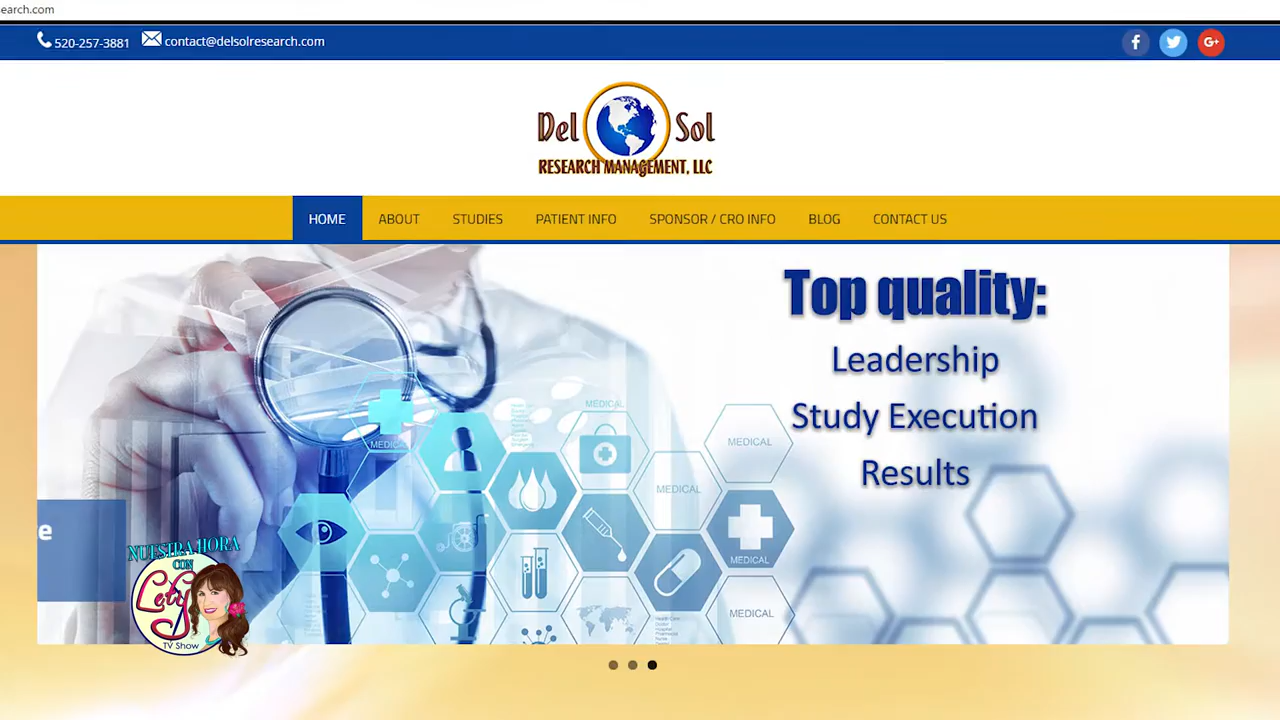 earch.com
520-257-3881
contact@delsolresearch.com
f
G+
Del Sol
RESEARCH MANAGEMENT, LLC
HOME
ABOUT
STUDIES
PATIENT INFO
SPONSOR / CRO INFO
BLOG
CONTACT US
Top quality:
Leadership
Study Execution
Results
MEDICAL
MEDICAL
MEDICAL
MEDICAL
MEDICAL
MEDICAL
e
NUESTRA HORA
CON
Lety
TV Show